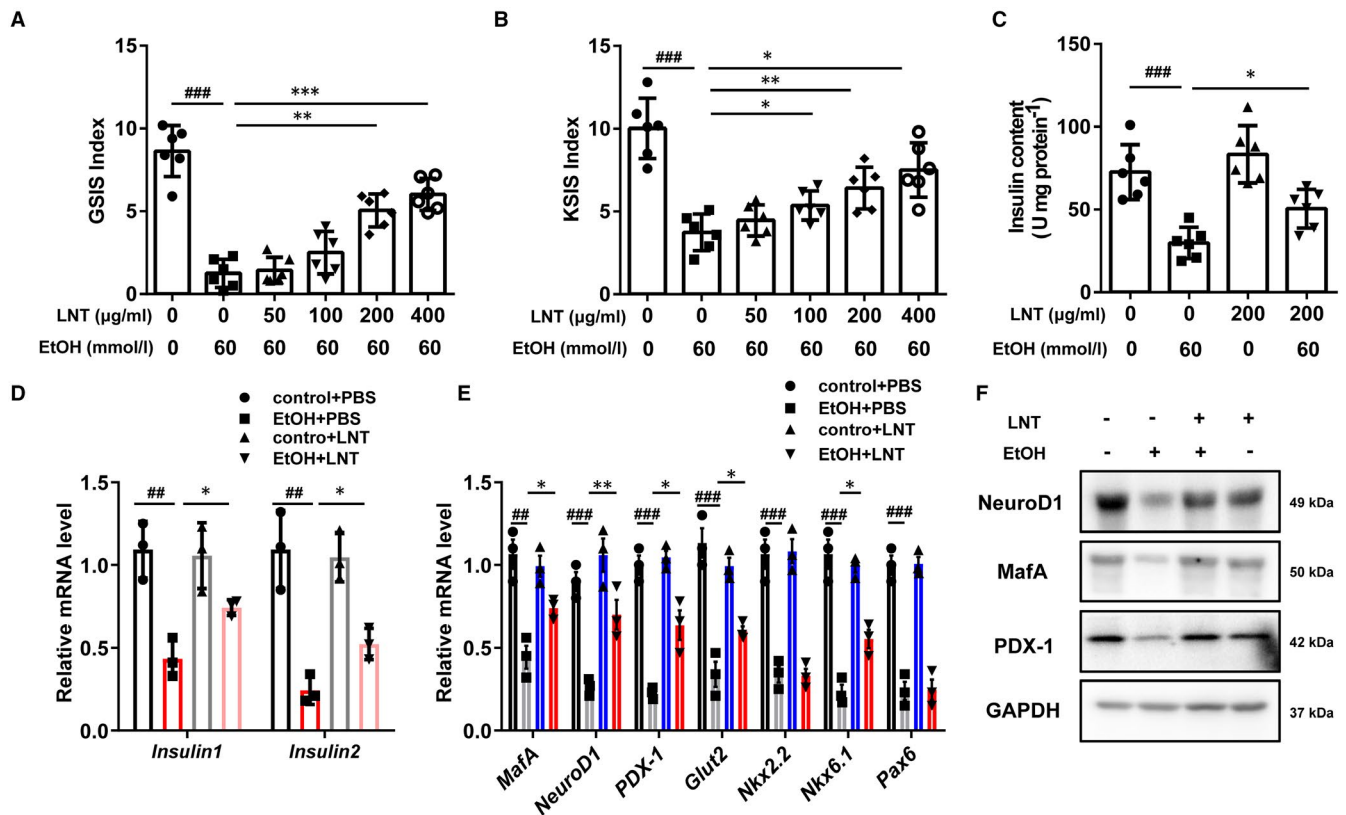 A
GSIS Index
15
10
5
0
###
***
**
LNT (µg/ml) 0 0 50 100 200 400
EtOH (mmol/l) 0 60 60 60 60 60
B
KSIS Index
15
10
5
0
###
*
**
*
LNT (µg/ml) 0 0 50 100 200 400
EtOH (mmol/l) 0 60 60 60 60 60
C
Insulin content
(U mg protein-1)
150
100
50
0
###
*
LNT (µg/ml) 0 0 200 200
EtOH (mmol/l) 0 60 0 60
D
control+PBS
EtOH+PBS
contro+LNT
EtOH+LNT
Relative mRNA level
1.5
1.0
0.5
0.0
## * ## *
Insulin1 Insulin2
E
control+PBS
EtOH+PBS
contro+LNT
EtOH+LNT
Relative mRNA level
1.5
1.0
0.5
0.0
## * ### ** ### * ### * ### ### * ###
MafA NeuroD1 PDX-1 Glut2 Nkx2.2 Nkx6.1 Pax6
F
LNT - - + +
EtOH - + + -
NeuroD1 49 kDa
MafA 50 kDa
PDX-1 42 kDa
GAPDH 37 kDa